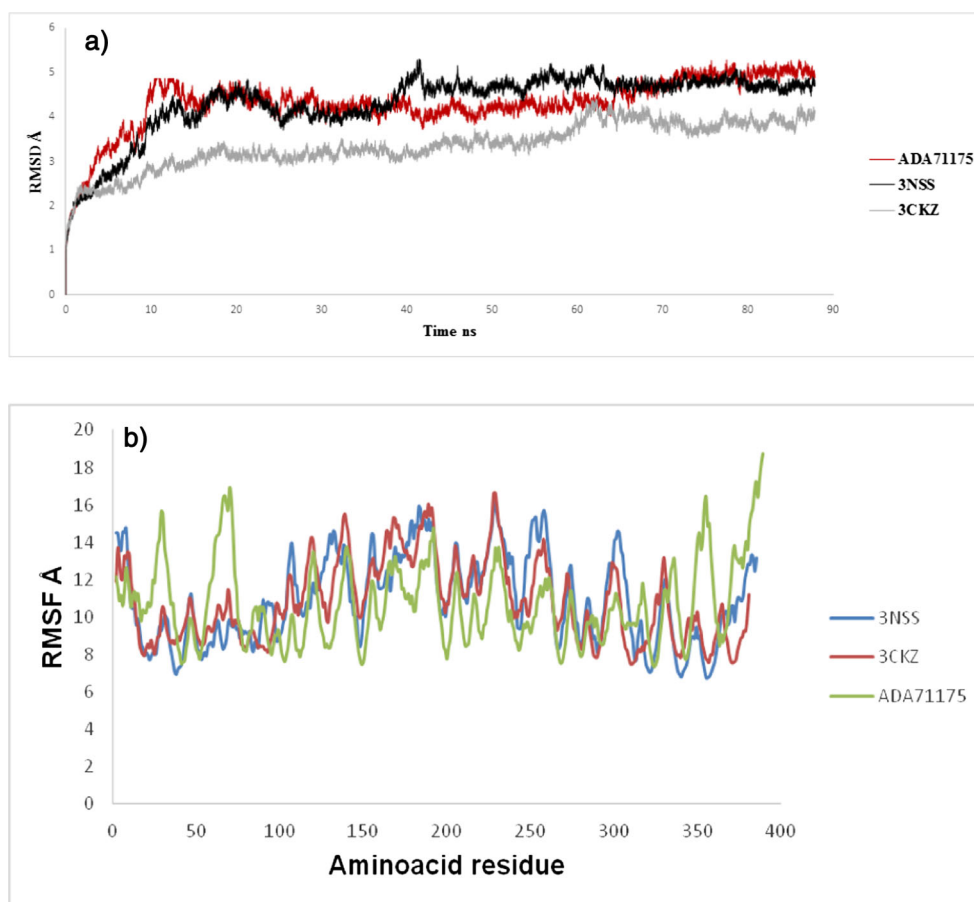 a)
6
5
4
3
2
1
0
RMSD Å
0 10 20 30 40 50 60 70 80 90
Time ns
ADA71175
3NSS
3CKZ
b)
20
18
16
14
12
10
8
6
4
2
0
RMSF Å
0 50 100 150 200 250 300 350 400
Aminoacid residue
3NSS
3CKZ
ADA71175